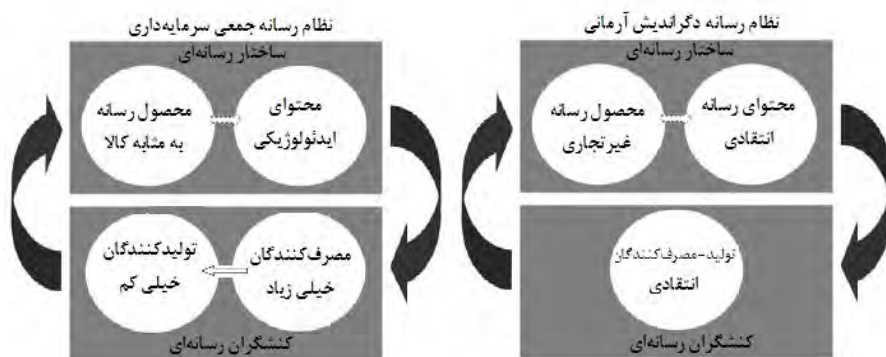 نظام رسانه دگراندیش آرمانی
ساختار رسانه‌ای
محتوای رسانه
انتقادی
محصول رسانه
غیرتجاری
تولید-مصرف‌کنندگان
انتقادی
کنشگران رسانه‌ای
نظام رسانه جمعی سرمایه‌داری
ساختار رسانه‌ای
محتوای
ایدئولوژیکی
محصول رسانه
به مثابه کالا
مصرف‌کنندگان
خیلی زیاد
تولیدکنندگان
خیلی کم
کنشگران رسانه‌ای